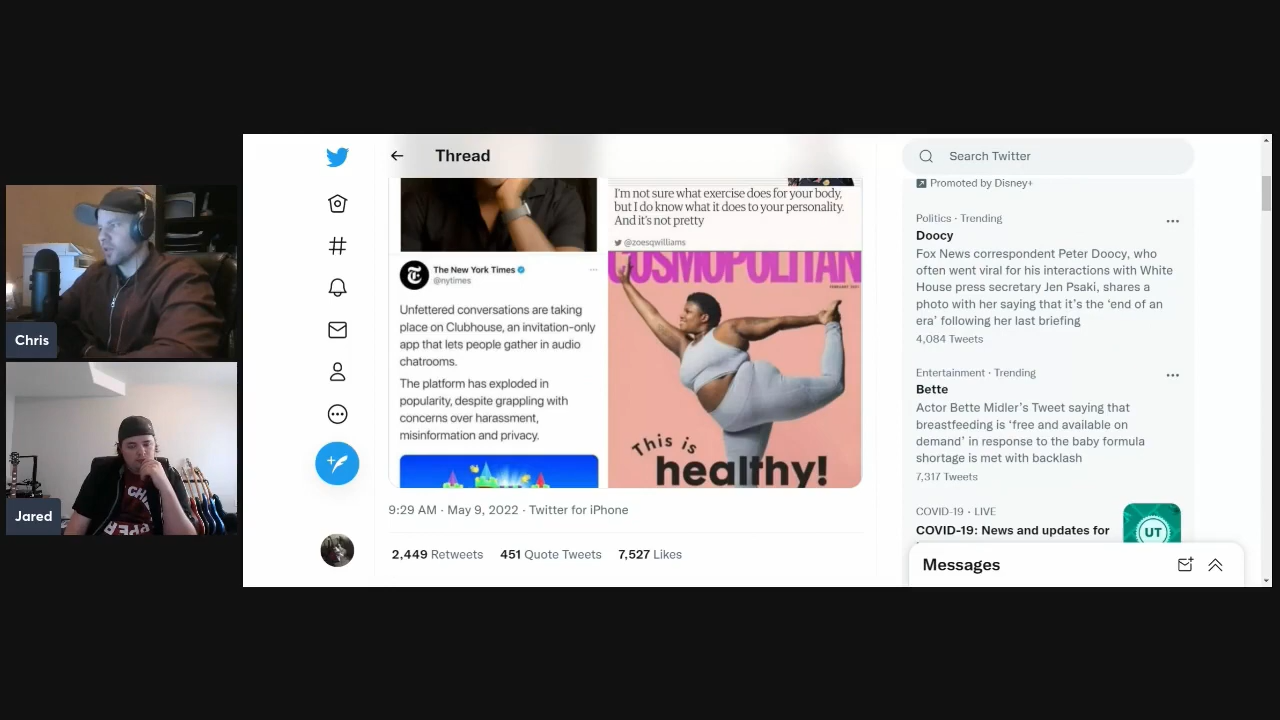 Chris
Jared
Thread
I'm not sure what exercise does for your body,
but I do know what it does to your personality.
And it's not pretty
@zoesqwilliams
The New York Times
@nytimes
Unfettered conversations are taking
place on Clubhouse, an invitation-only
app that lets people gather in audio
chatrooms.
The platform has exploded in
popularity, despite grappling with
concerns over harassment,
misinformation and privacy.
COSMOPOLITAN
This is
healthy!
9:29 AM · May 9, 2022 · Twitter for iPhone
2,449 Retweets 451 Quote Tweets 7,527 Likes
Search Twitter
Promoted by Disney+
Politics · Trending
Doocy
Fox News correspondent Peter Doocy, who
often went viral for his interactions with White
House press secretary Jen Psaki, shares a
photo with her saying that it's the 'end of an
era' following her last briefing
4,084 Tweets
Entertainment · Trending
Bette
Actor Bette Midler's Tweet saying that
breastfeeding is 'free and available on
demand' in response to the baby formula
shortage is met with backlash
7,317 Tweets
COVID-19 · LIVE
COVID-19: News and updates for
UT
Messages